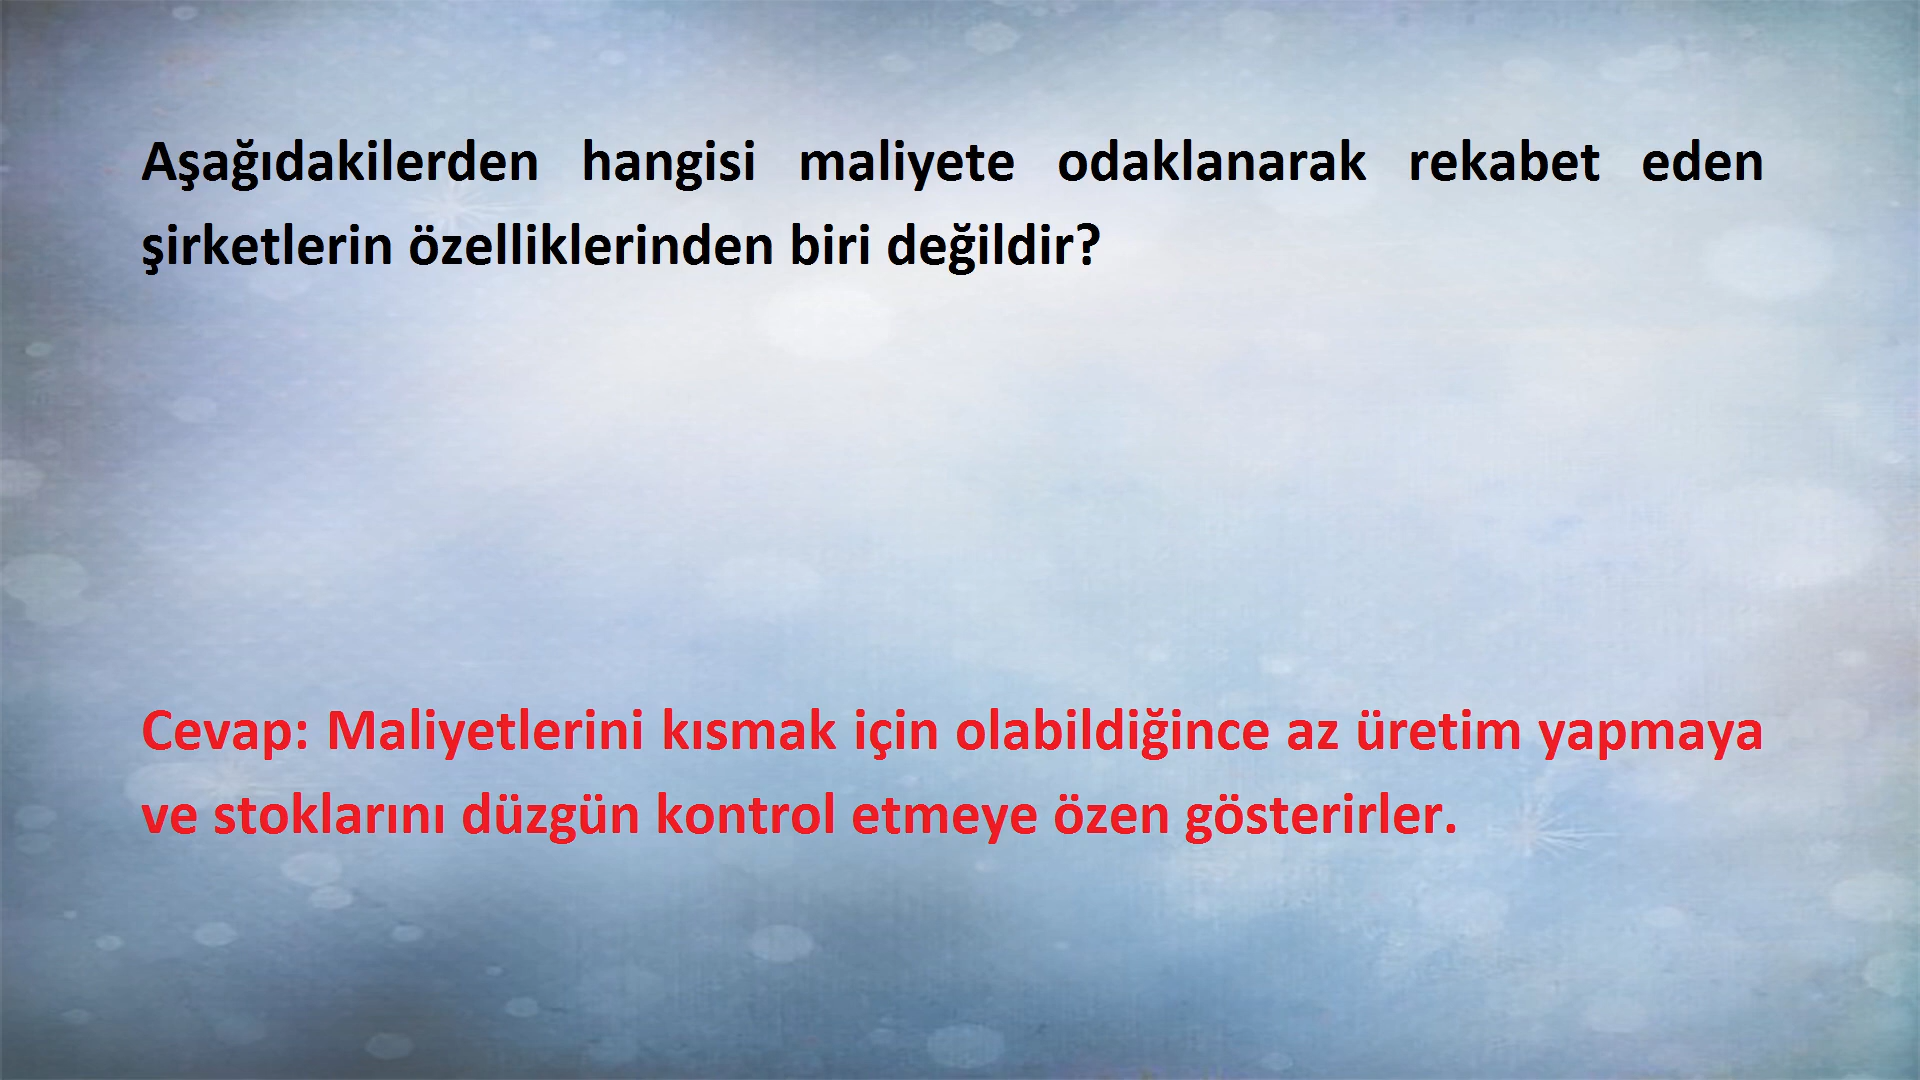 Aşağıdakilerden hangisi maliyete odaklanarak rekabet eden
şirketlerin özelliklerinden biri değildir?
Cevap: Maliyetlerini kısmak için olabildiğince az üretim yapmaya
ve stoklarını düzgün kontrol etmeye özen gösterirler.